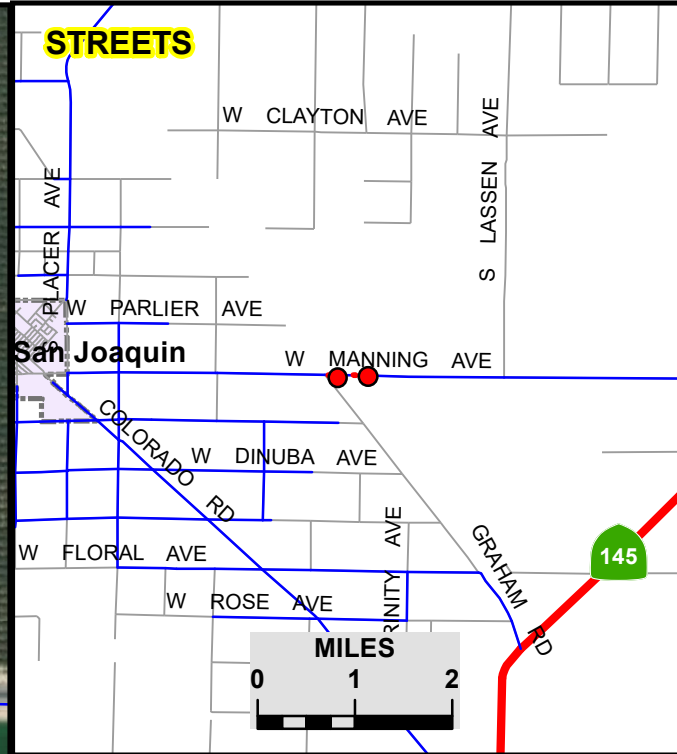 STREETS
W CLAYTON AVE
S LASSEN AVE
S PLACER AVE
W PARLIER AVE
San Joaquin
W MANNING AVE
COLORADO RD
W DINUBA AVE
RINITY AVE
GRAHAM RD
W FLORAL AVE
145
W ROSE AVE
MILES
0 1 2